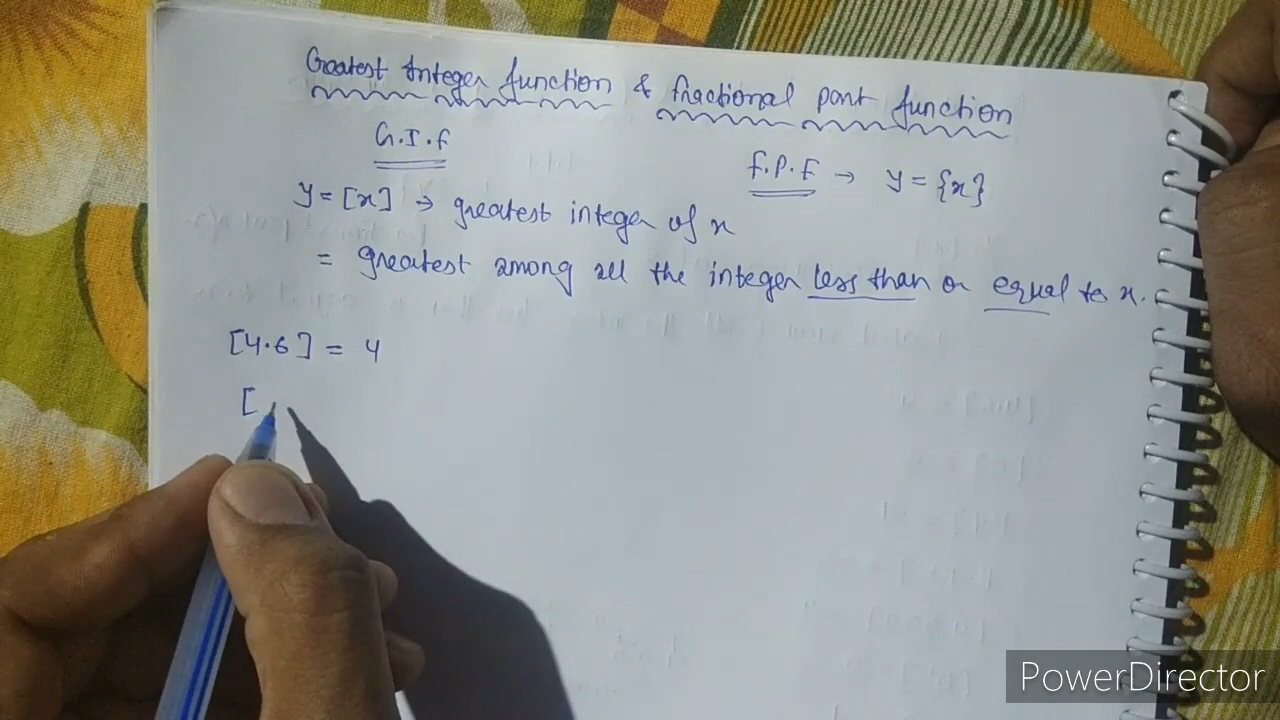 Greatest Integer function & fractional part function
G.I.F
F.P.F → y = {x}
y = [x] → greatest integer of x
= greatest among all the integer less than or equal to x.
[4.6] = 4
[
PowerDirector